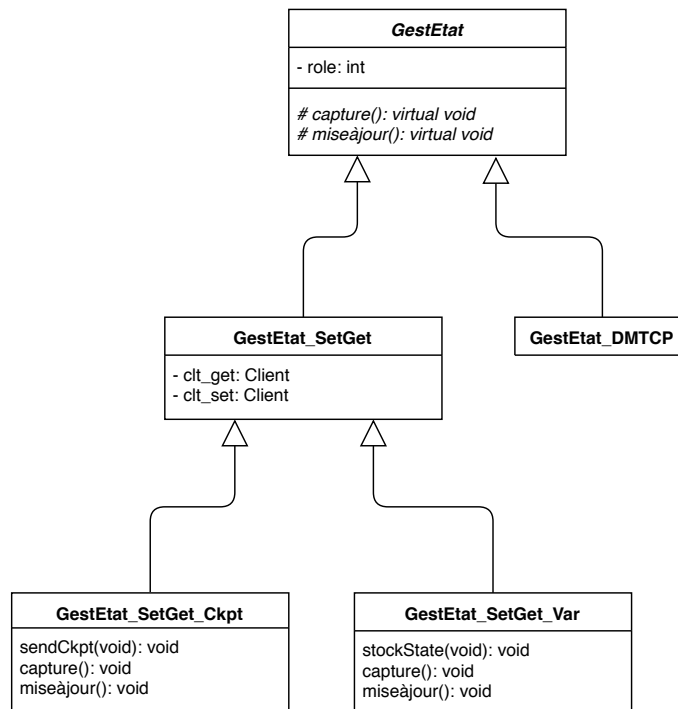 GestEtat
- role: int
# capture(): virtual void
# miseàjour(): virtual void
GestEtat_SetGet
- clt_get: Client
- clt_set: Client
GestEtat_DMTCP
GestEtat_SetGet_Ckpt
sendCkpt(void): void
capture(): void
miseàjour(): void
GestEtat_SetGet_Var
stockState(void): void
capture(): void
miseàjour(): void